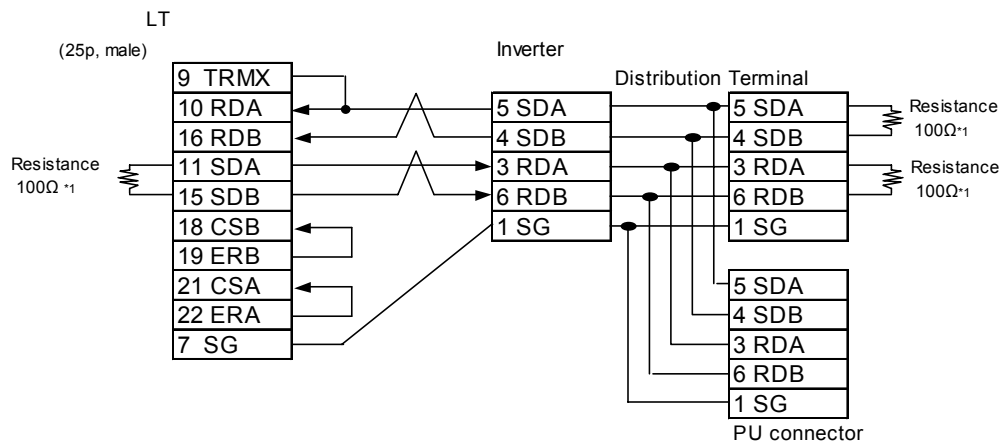 LT
(25p, male)
9 TRMX
10 RDA
16 RDB
11 SDA
15 SDB
18 CSB
19 ERB
21 CSA
22 ERA
7 SG
Resistance
100Ω *1
Inverter
5 SDA
4 SDB
3 RDA
6 RDB
1 SG
Distribution Terminal
5 SDA
4 SDB
3 RDA
6 RDB
1 SG
Resistance
100Ω*1
Resistance
100Ω*1
5 SDA
4 SDB
3 RDA
6 RDB
1 SG
PU connector